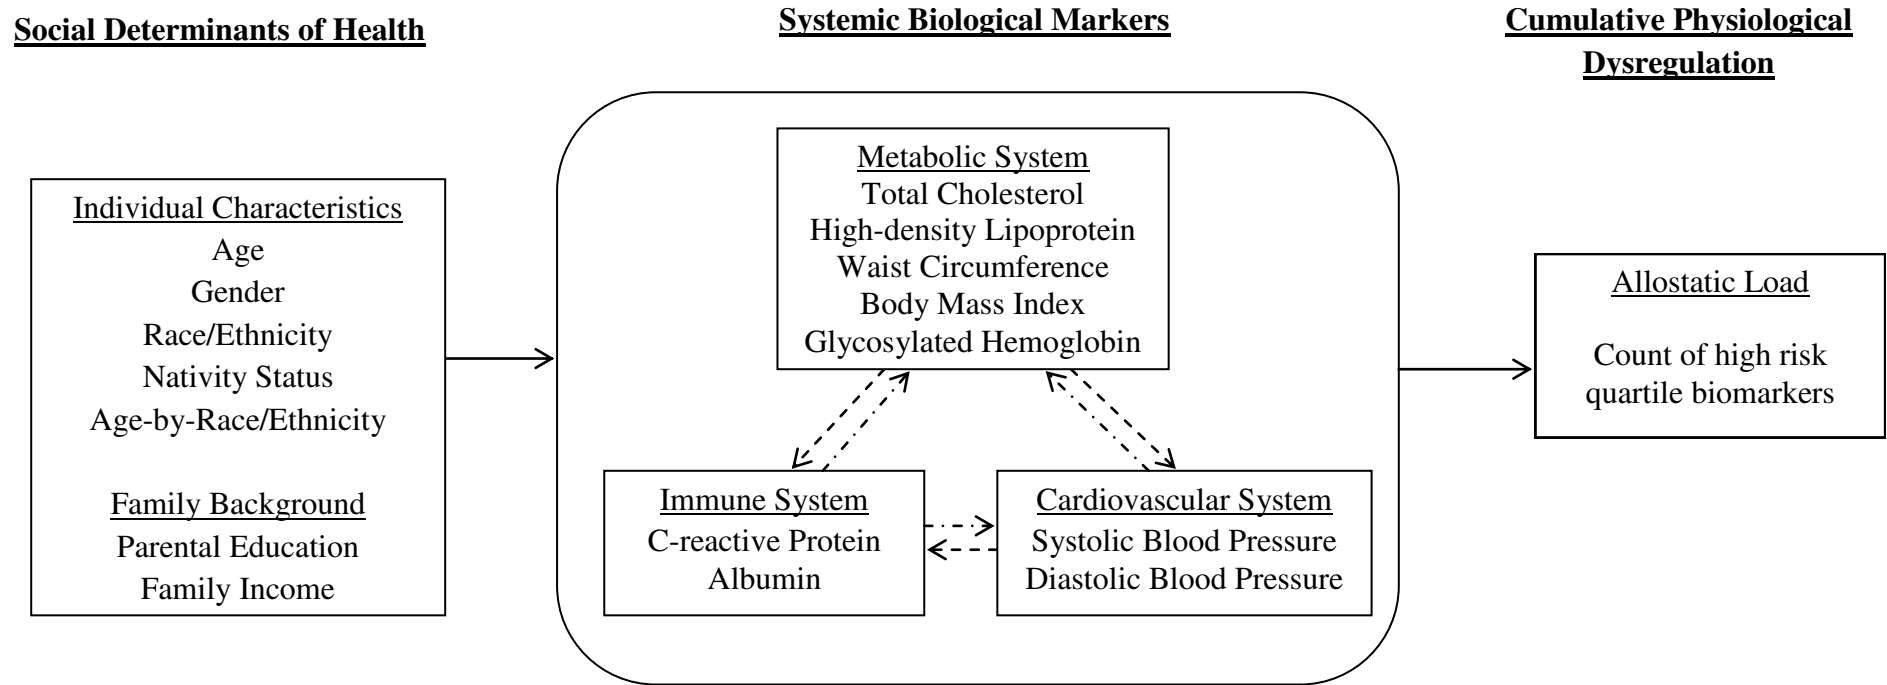 Social Determinants of Health
Systemic Biological Markers
Cumulative Physiological
Dysregulation
Individual Characteristics
Age
Gender
Race/Ethnicity
Nativity Status
Age-by-Race/Ethnicity
Family Background
Parental Education
Family Income
Metabolic System
Total Cholesterol
High-density Lipoprotein
Waist Circumference
Body Mass Index
Glycosylated Hemoglobin
Immune System
C-reactive Protein
Albumin
Cardiovascular System
Systolic Blood Pressure
Diastolic Blood Pressure
Allostatic Load
Count of high risk
quartile biomarkers